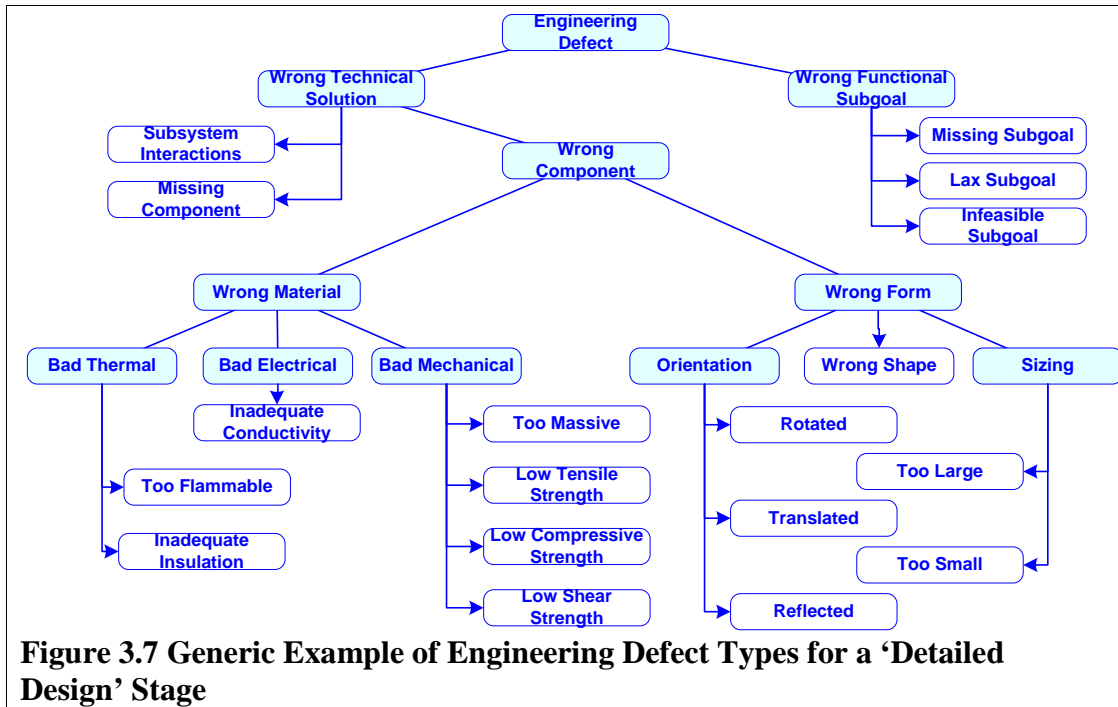 Engineering
Defect
Wrong Technical
Solution
Wrong Functional
Subgoal
Subsystem
Interactions
Missing
Component
Wrong
Component
Missing Subgoal
Lax Subgoal
Infeasible
Subgoal
Wrong Material
Wrong Form
Bad Thermal
Bad Electrical
Bad Mechanical
Orientation
Wrong Shape
Sizing
Inadequate
Conductivity
Too Flammable
Inadequate
Insulation
Too Massive
Low Tensile
Strength
Low Compressive
Strength
Low Shear
Strength
Rotated
Translated
Reflected
Too Large
Too Small
Figure 3.7 Generic Example of Engineering Defect Types for a ‘Detailed
Design’ Stage